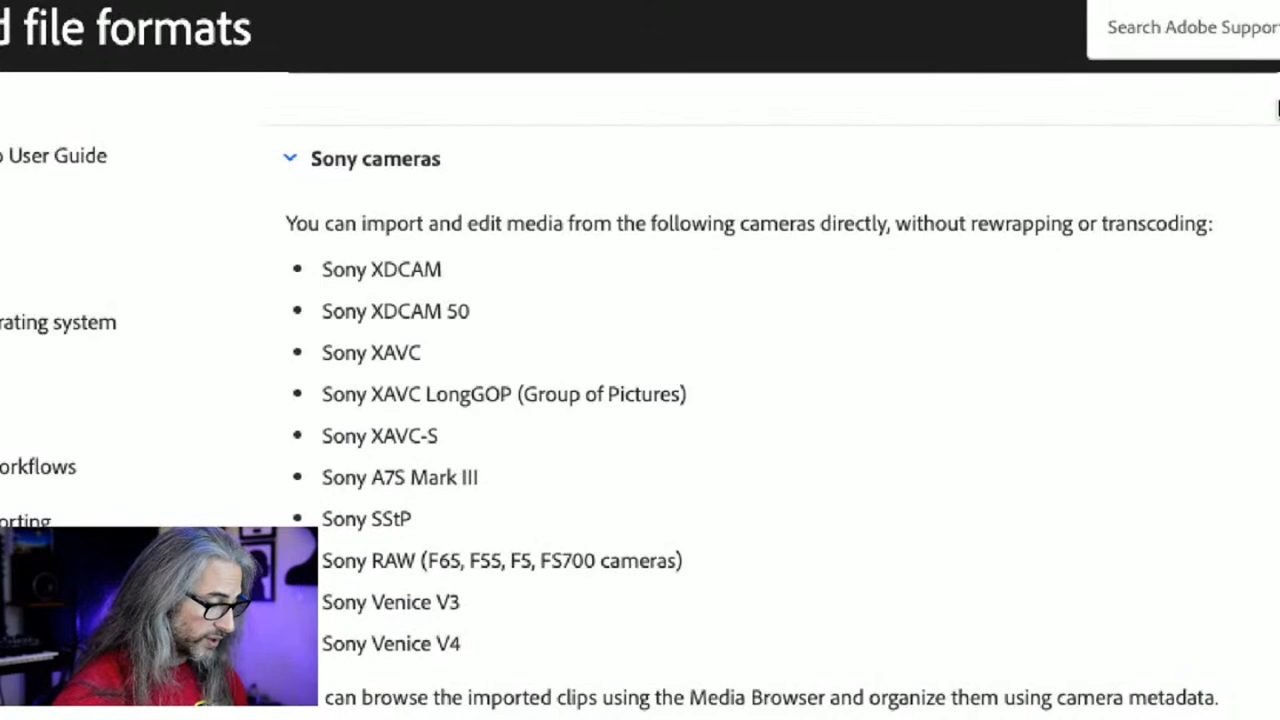 d file formats
Search Adobe Suppor
o User Guide
Sony cameras
You can import and edit media from the following cameras directly, without rewrapping or transcoding:
Sony XDCAM
Sony XDCAM 50
rating system
Sony XAVC
Sony XAVC LongGOP (Group of Pictures)
Sony XAVC-S
orkflows
Sony A7S Mark III
orting
Sony SStP
Sony RAW (F65, F55, F5, FS700 cameras)
Sony Venice V3
Sony Venice V4
can browse the imported clips using the Media Browser and organize them using camera metadata.